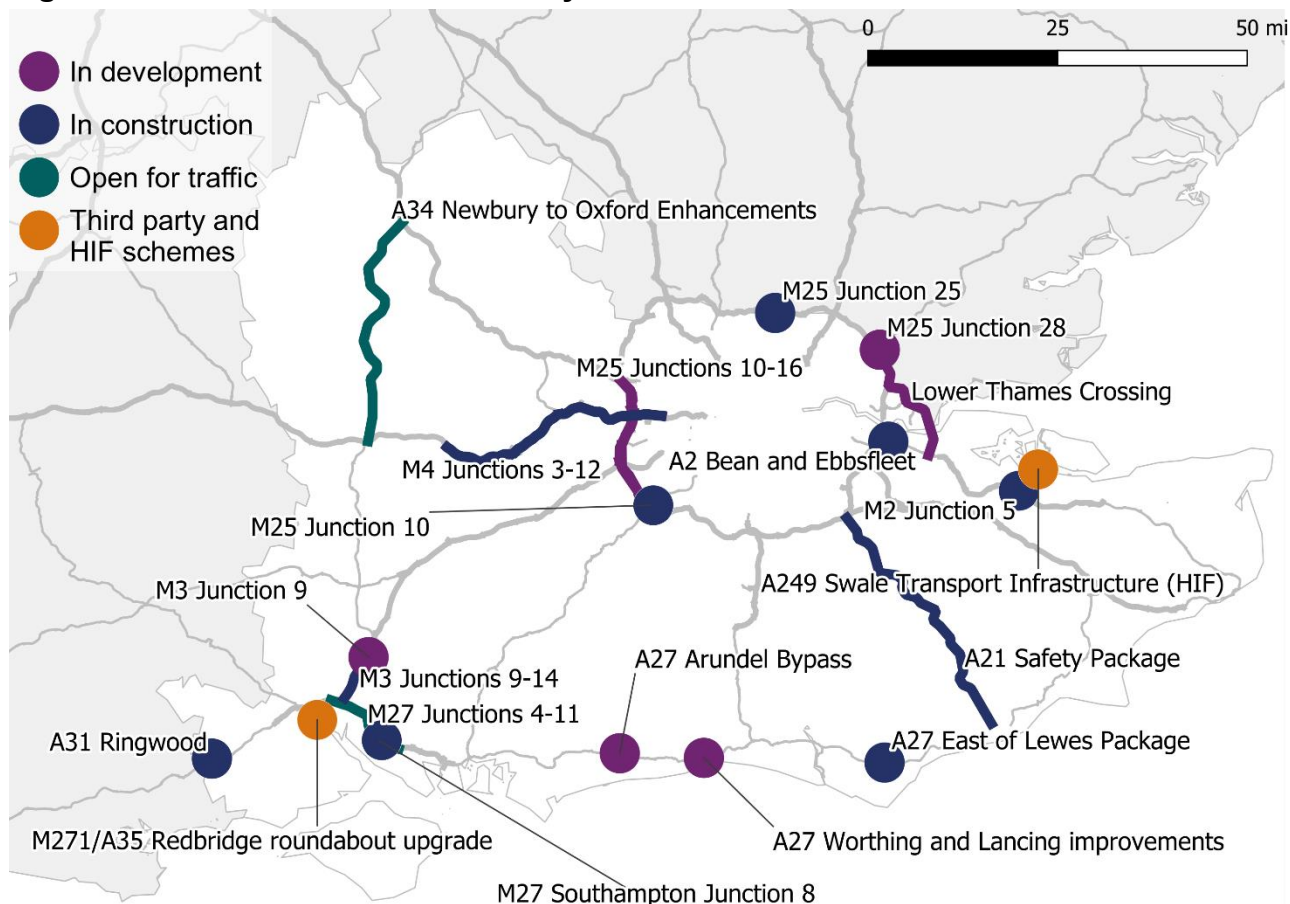 0 25 50 mi
In development
In construction
Open for traffic
Third party and
HIF schemes
A34 Newbury to Oxford Enhancements
M25 Junction 25
M25 Junction 28
M25 Junctions 10-16
Lower Thames Crossing
M4 Junctions 3-12
A2 Bean and Ebbsfleet
M25 Junction 10
M2 Junction 5
A249 Swale Transport Infrastructure (HIF)
M3 Junction 9
A27 Arundel Bypass
A21 Safety Package
M3 Junctions 9-14
M27 Junctions 4-11
A31 Ringwood
A27 East of Lewes Package
M271/A35 Redbridge roundabout upgrade
A27 Worthing and Lancing improvements
M27 Southampton Junction 8